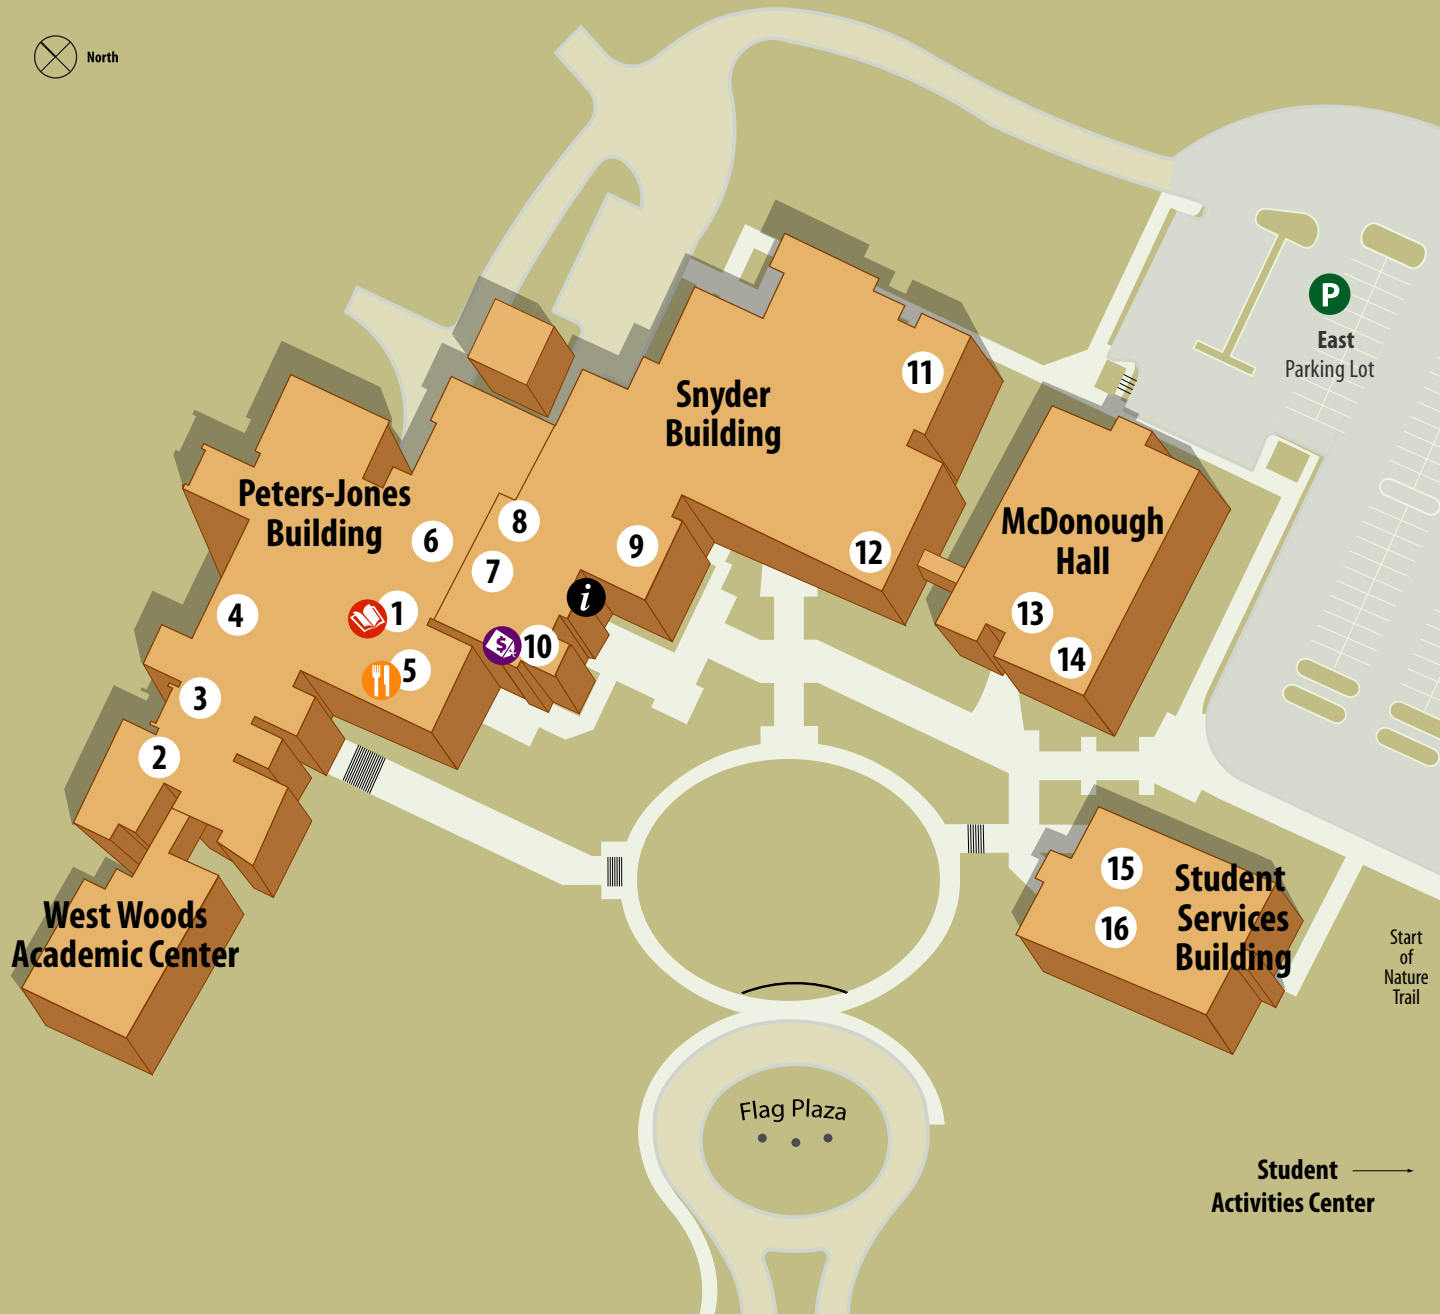 North
P
East
Parking Lot
Snyder
Building
11
Peters-Jones
Building
6
8
7
9
12
McDonough
Hall
i
4
1
13
$
10
5
14
3
2
15
16
Student
Services
Building
West Woods
Academic Center
Start
of
Nature
Trail
Flag Plaza
Student
Activities Center